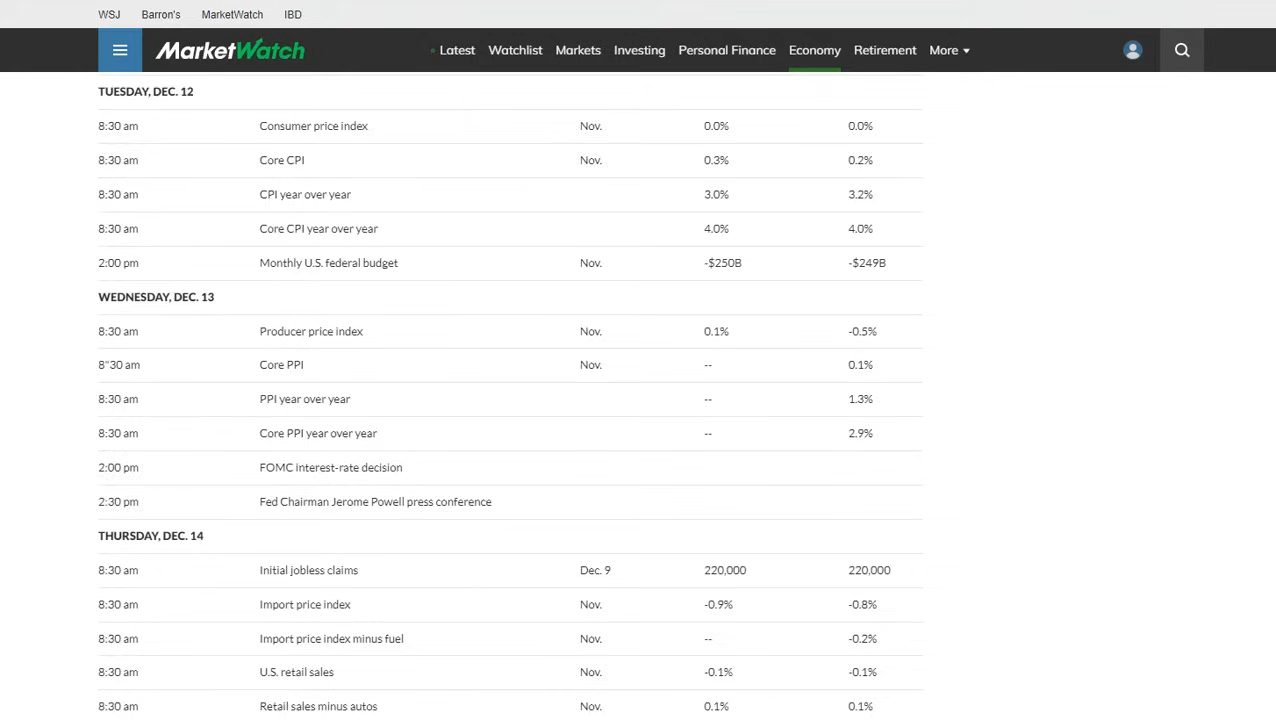 WSJ Barron's MarketWatch IBD
MarketWatch Latest Watchlist Markets Investing Personal Finance Economy Retirement More
TUESDAY, DEC. 12
8:30 am Consumer price index Nov. 0.0% 0.0%
8:30 am Core CPI Nov. 0.3% 0.2%
8:30 am CPI year over year 3.0% 3.2%
8:30 am Core CPI year over year 4.0% 4.0%
2:00 pm Monthly U.S. federal budget Nov. -$250B -$249B
WEDNESDAY, DEC. 13
8:30 am Producer price index Nov. 0.1% -0.5%
8"30 am Core PPI Nov. -- 0.1%
8:30 am PPI year over year -- 1.3%
8:30 am Core PPI year over year -- 2.9%
2:00 pm FOMC interest-rate decision
2:30 pm Fed Chairman Jerome Powell press conference
THURSDAY, DEC. 14
8:30 am Initial jobless claims Dec. 9 220,000 220,000
8:30 am Import price index Nov. -0.9% -0.8%
8:30 am Import price index minus fuel Nov. -- -0.2%
8:30 am U.S. retail sales Nov. -0.1% -0.1%
8:30 am Retail sales minus autos Nov. 0.1% 0.1%